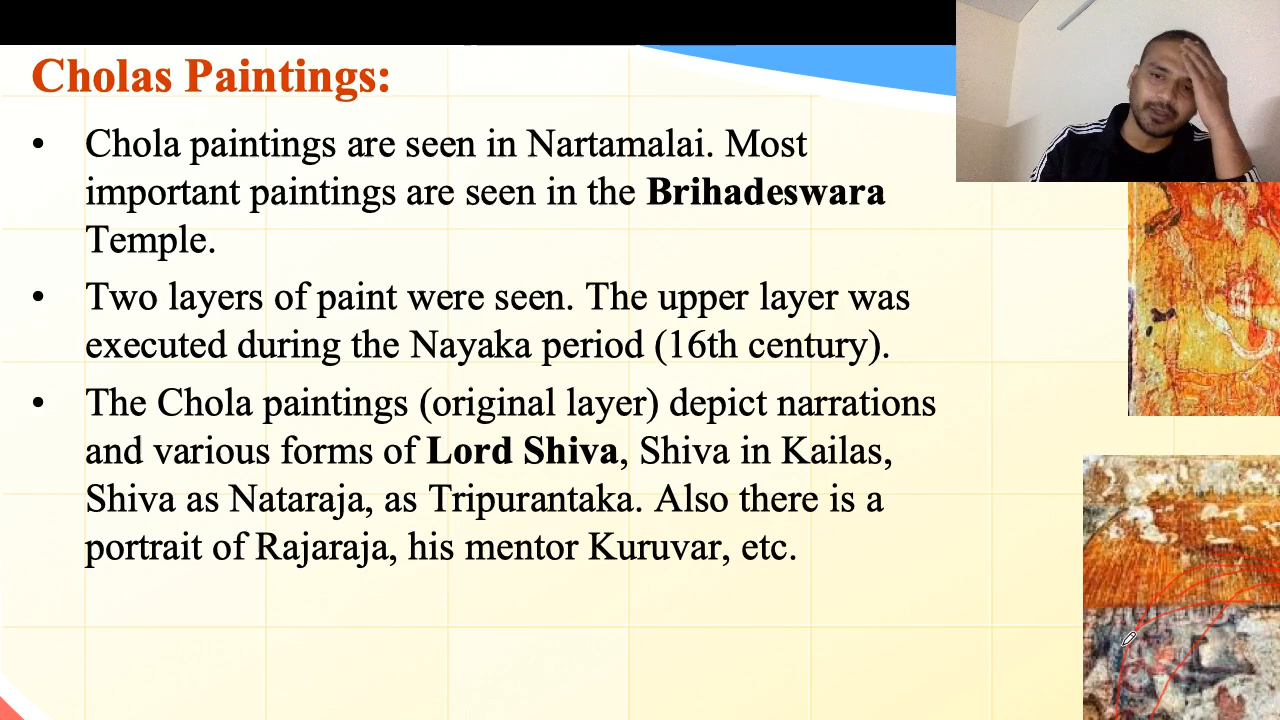 Cholas Paintings:
• Chola paintings are seen in Nartamalai. Most
important paintings are seen in the Brihadeswara
Temple.
• Two layers of paint were seen. The upper layer was
executed during the Nayaka period (16th century).
• The Chola paintings (original layer) depict narrations
and various forms of Lord Shiva, Shiva in Kailas,
Shiva as Nataraja, as Tripurantaka. Also there is a
portrait of Rajaraja, his mentor Kuruvar, etc.